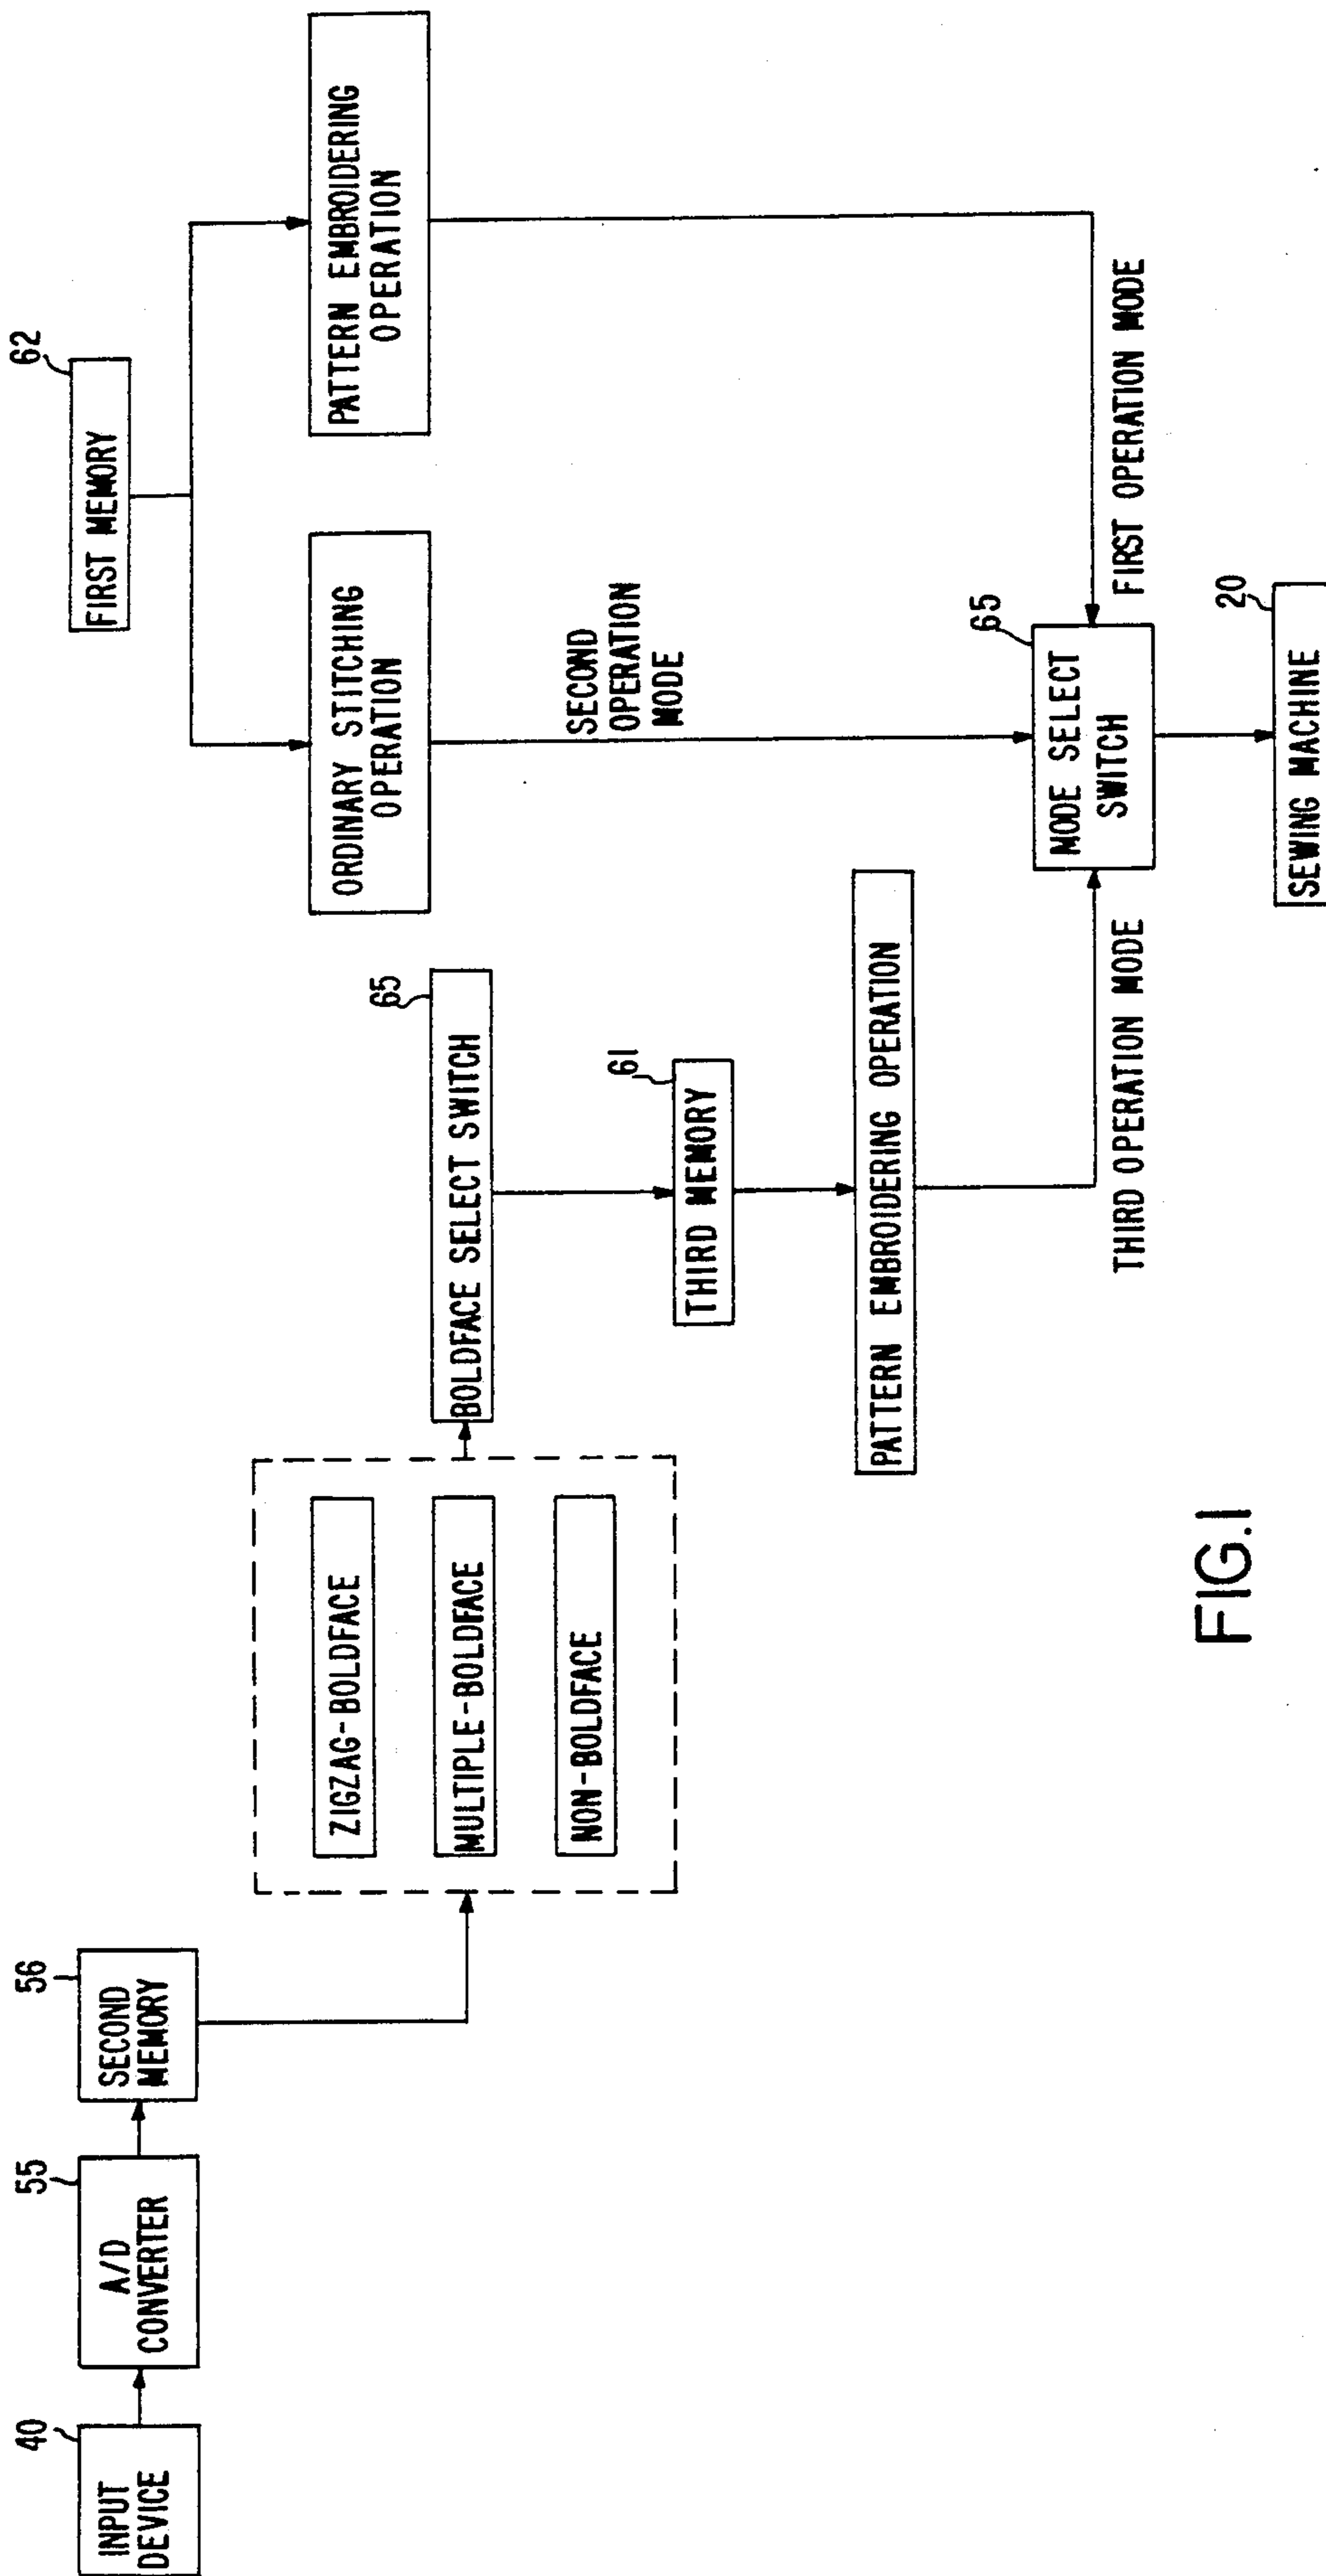 40
INPUT
DEVICE
55
A/D
CONVERTER
56
SECOND
MEMORY
ZIGZAG-BOLDFACE
MULTIPLE-BOLDFACE
NON-BOLDFACE
65
BOLDFACE SELECT SWITCH
61
THIRD MEMORY
PATTERN EMBROIDERING OPERATION
THIRD OPERATION MODE
62
FIRST MEMORY
ORDINARY STITCHING
OPERATION
PATTERN EMBROIDERING
OPERATION
SECOND
OPERATION
MODE
FIRST OPERATION MODE
65
MODE SELECT
SWITCH
20
SEWING MACHINE
FIG.1